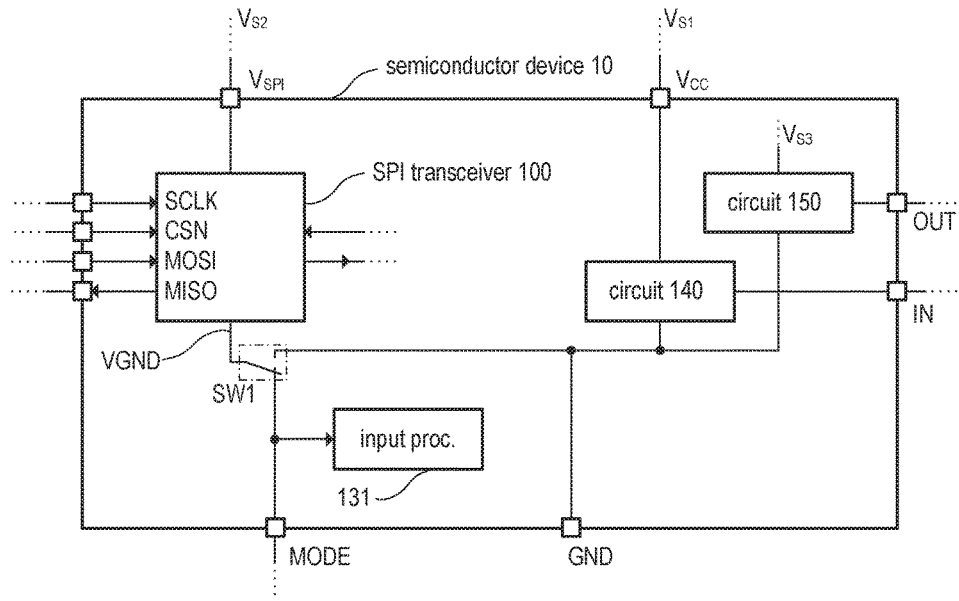 VS2
VS1
semiconductor device 10
VSPI
VCC
VS3
SPI transceiver 100
SCLK
CSN
MOSI
MISO
circuit 150
OUT
circuit 140
IN
VGND
SW1
input proc.
131
MODE
GND